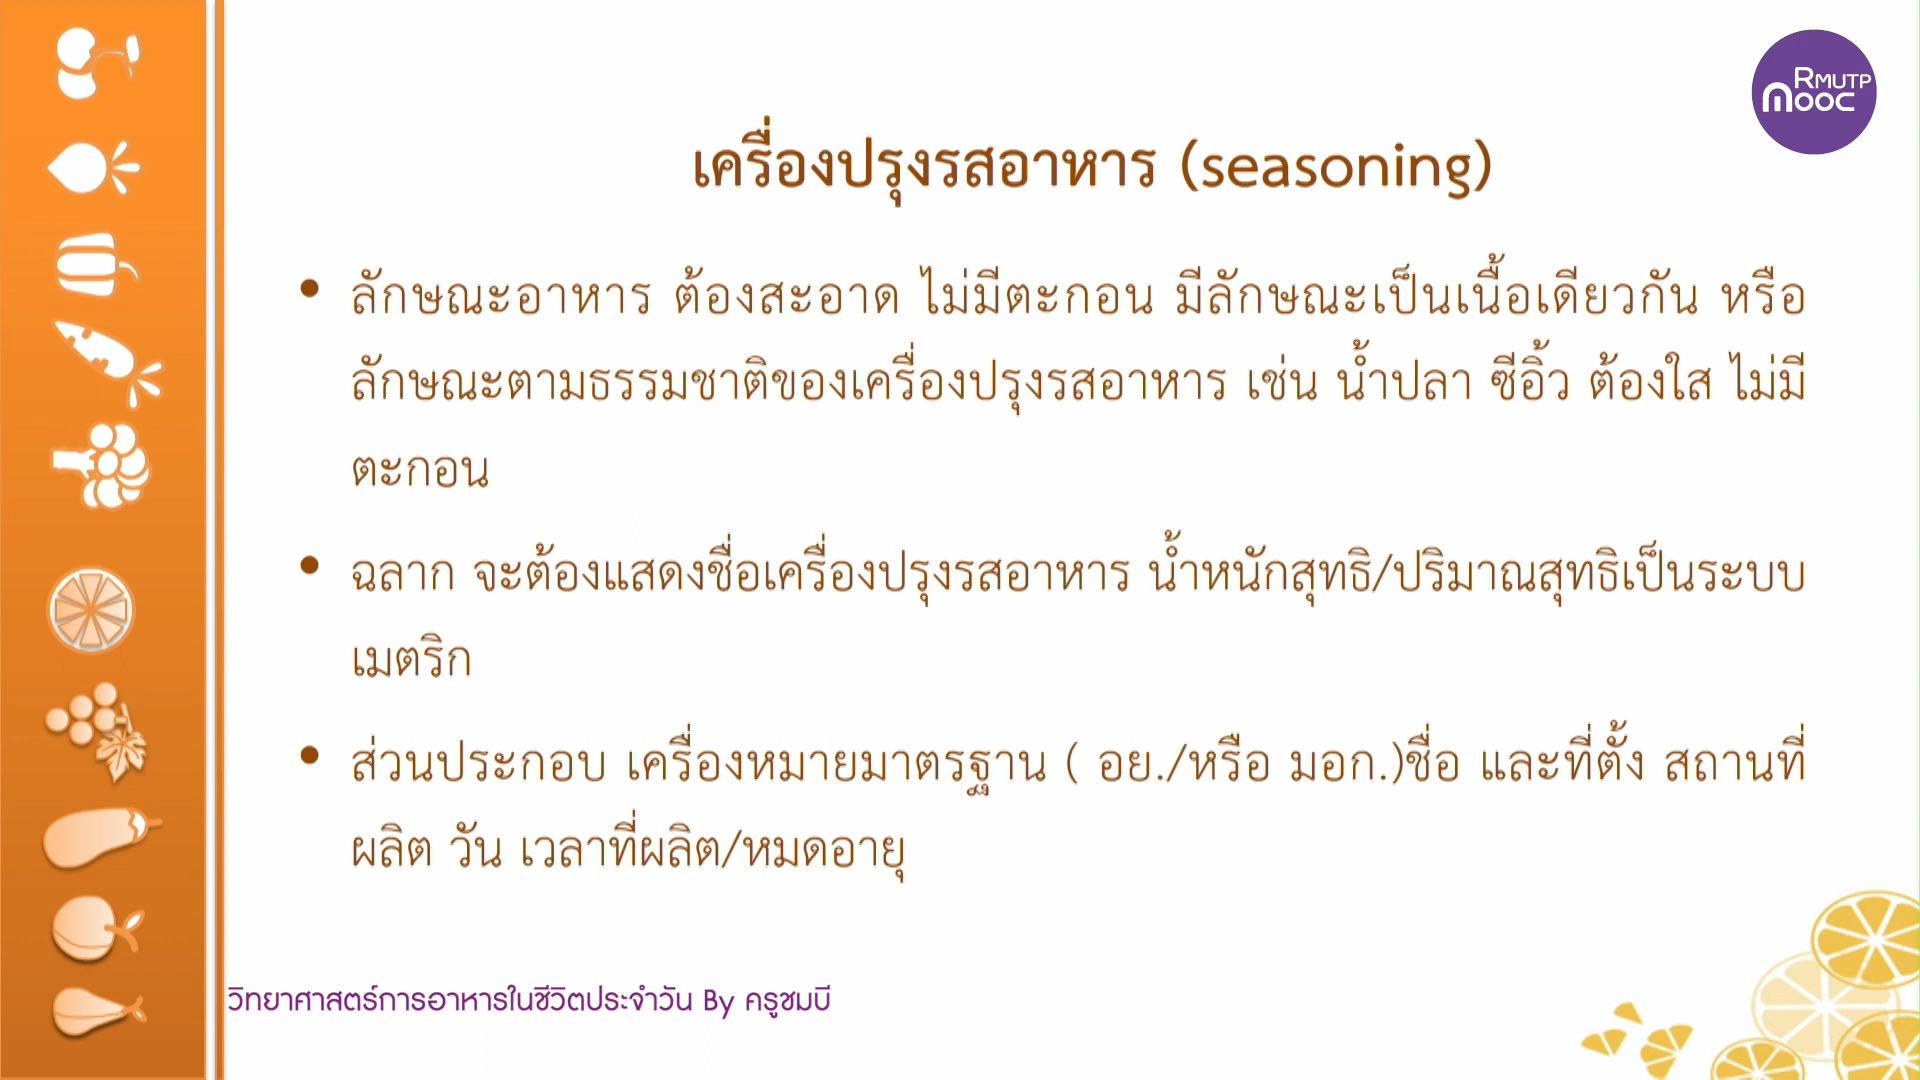 RMUTP
MOOC
เครื่องปรุงรสอาหาร (seasoning)
• ลักษณะอาหาร ต้องสะอาด ไม่มีตะกอน มีลักษณะเป็นเนื้อเดียวกัน หรือ
ลักษณะตามธรรมชาติของเครื่องปรุงรสอาหาร เช่น น้ำปลา ซีอิ้ว ต้องใส ไม่มี
ตะกอน
• ฉลาก จะต้องแสดงชื่อเครื่องปรุงรสอาหาร น้ำหนักสุทธิ/ปริมาณสุทธิเป็นระบบ
เมตริก
• ส่วนประกอบ เครื่องหมายมาตรฐาน ( อย./หรือ มอก.)ชื่อ และที่ตั้ง สถานที่
ผลิต วัน เวลาที่ผลิต/หมดอายุ
วิทยาศาสตร์การอาหารในชีวิตประจำวัน By ครูชมบี